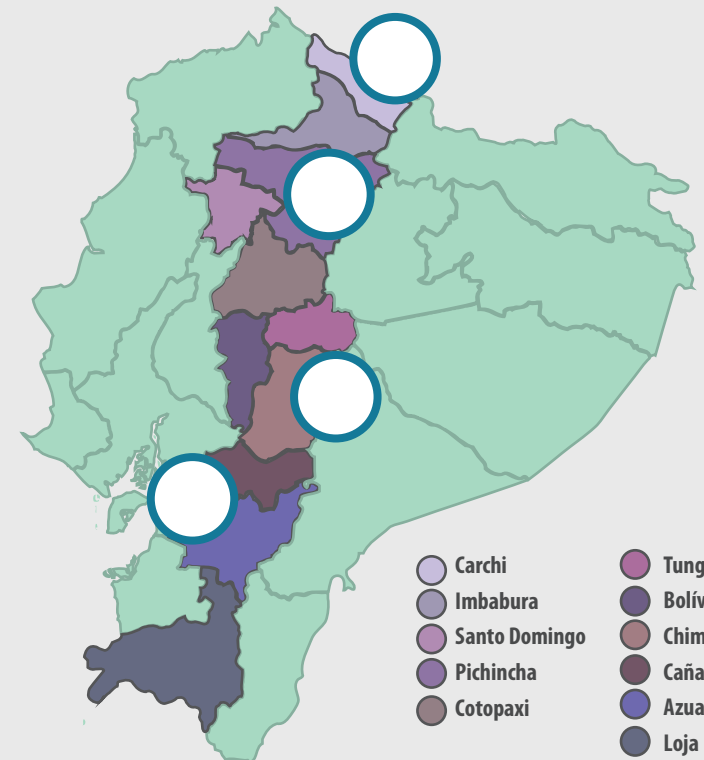 Carchi
Imbabura
Santo Domingo
Pichincha
Cotopaxi
Tung
Bolív
Chim
Caña
Azua
Loja